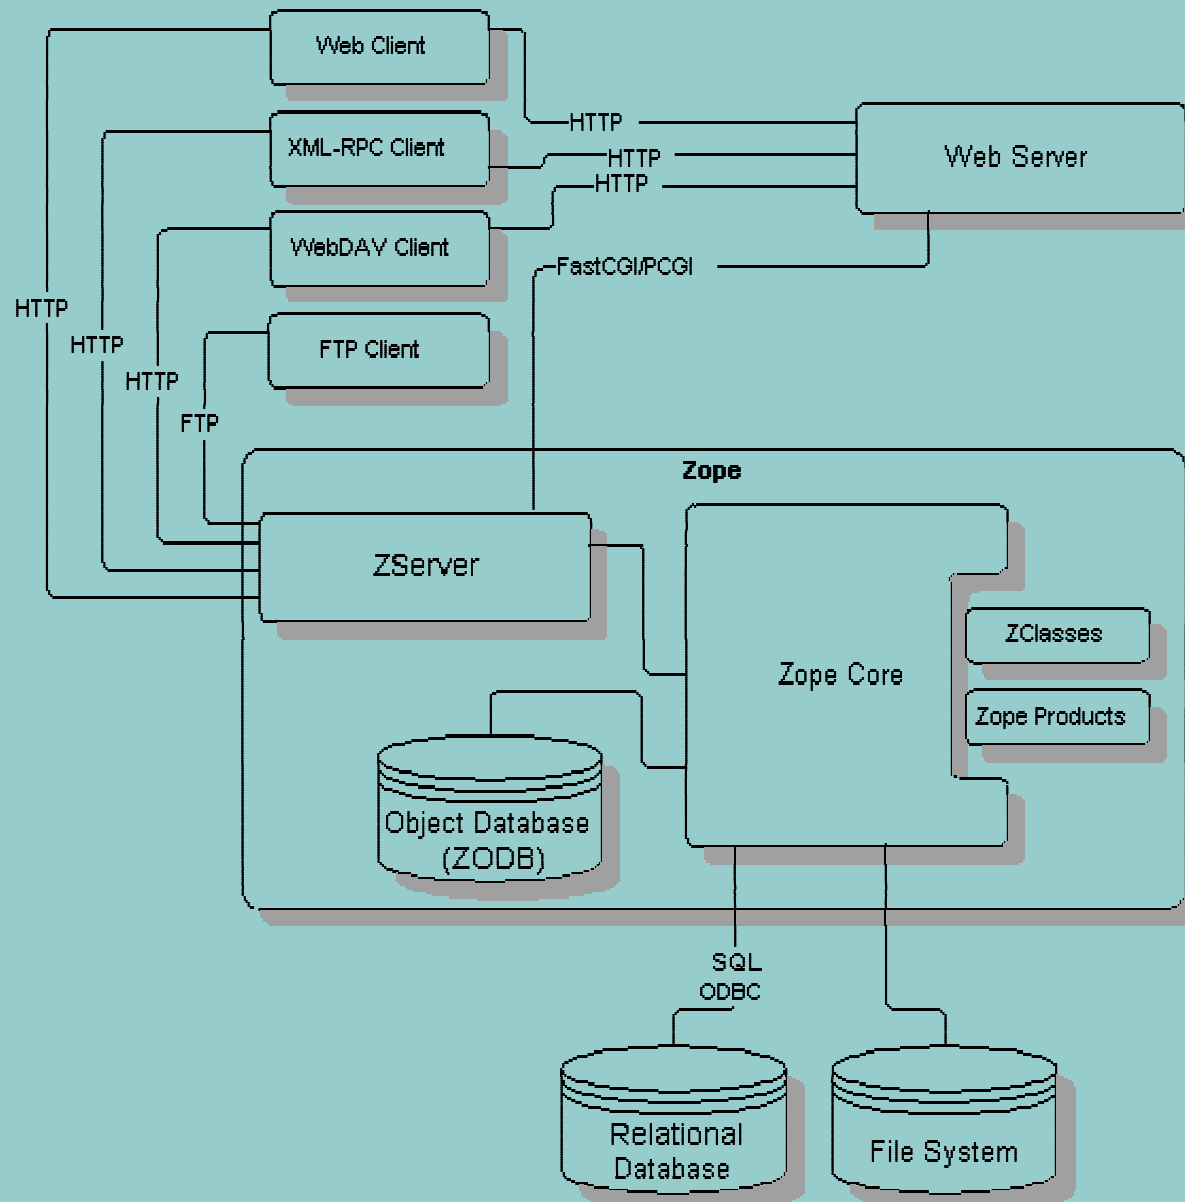 Web Client
HTTP
XML-RPC Client
HTTP
Web Server
HTTP
WebDAV Client
FastCGI/PCGI
HTTP
HTTP
FTP Client
HTTP
FTP
Zope
ZServer
ZClasses
Zope Core
Zope Products
Object Database
(ZODB)
SQL
ODBC
Relational
Database
File System